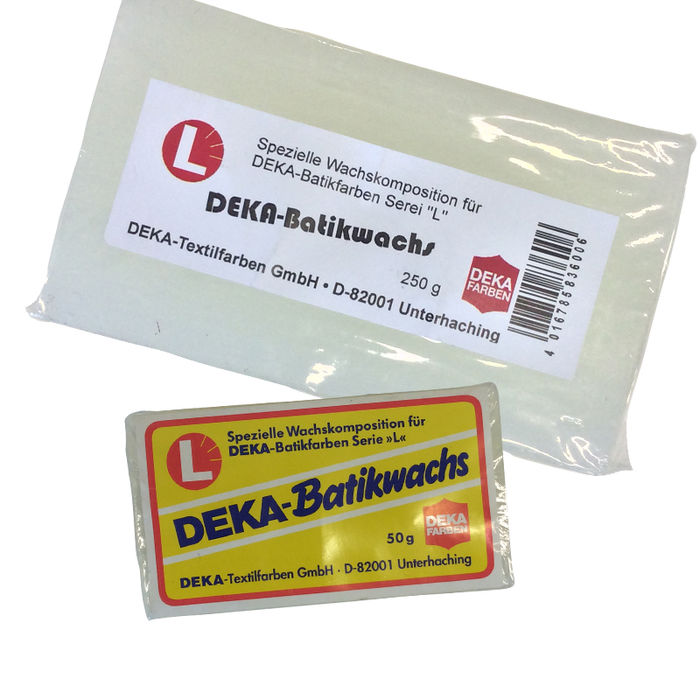 L
Spezielle Wachskomposition für
DEKA-Batikfarben Serei "L"
DEKA-Batikwachs
250 g
DEKA
FARBEN
DEKA-Textilfarben GmbH • D-82001 Unterhaching
4 016785 836006
L
Spezielle Wachskomposition für
DEKA-Batikfarben Serie »L«
DEKA-Batikwachs
50 g
DEKA
FARBEN
DEKA-Textilfarben GmbH · D-82001 Unterhaching